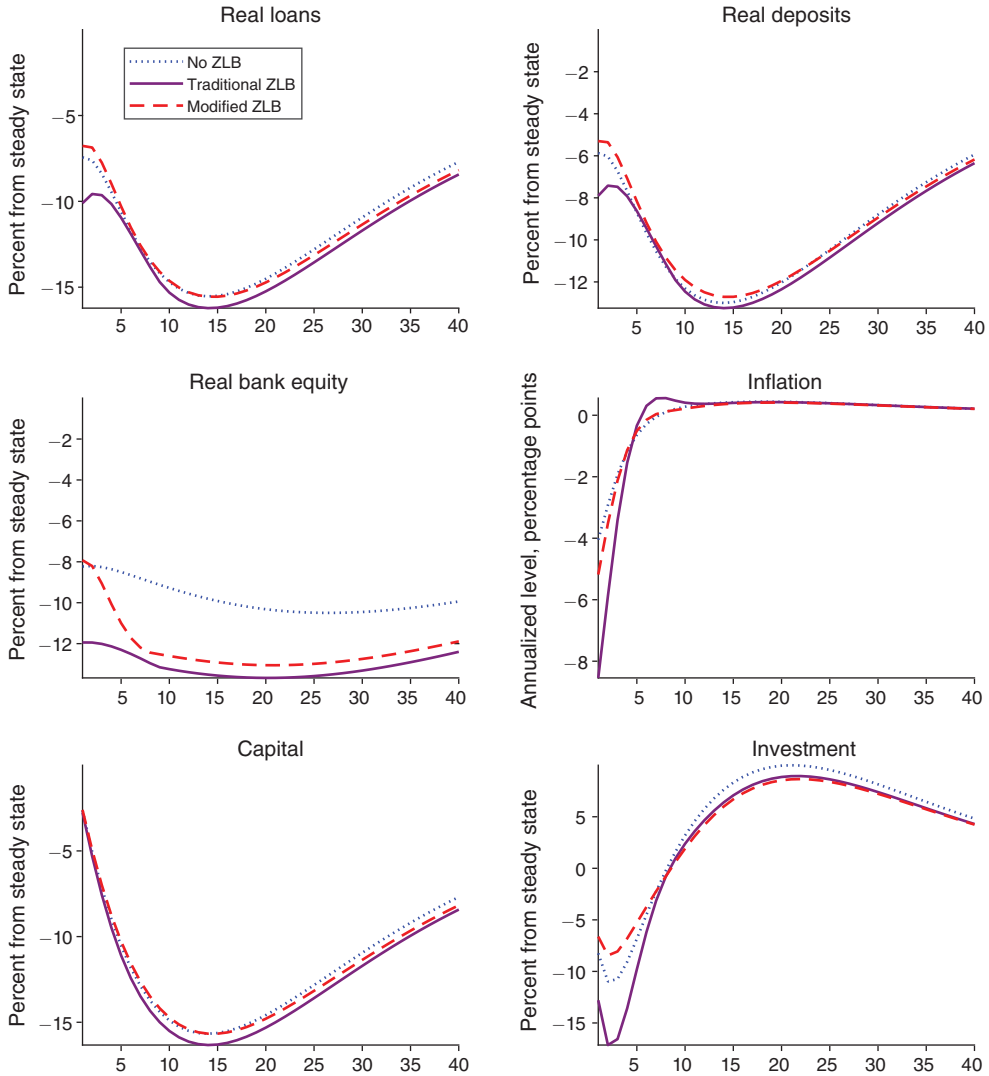 Real loans
Percent from steady state
No ZLB
Traditional ZLB
Modified ZLB
−5
−10
−15
5 10 15 20 25 30 35 40
Real deposits
Percent from steady state
−2
−4
−6
−8
−10
−12
5 10 15 20 25 30 35 40
Real bank equity
Percent from steady state
−2
−4
−6
−8
−10
−12
5 10 15 20 25 30 35 40
Inflation
Annualized level, percentage points
0
−2
−4
−6
−8
5 10 15 20 25 30 35 40
Capital
Percent from steady state
−5
−10
−15
5 10 15 20 25 30 35 40
Investment
Percent from steady state
5
0
−5
−10
−15
5 10 15 20 25 30 35 40